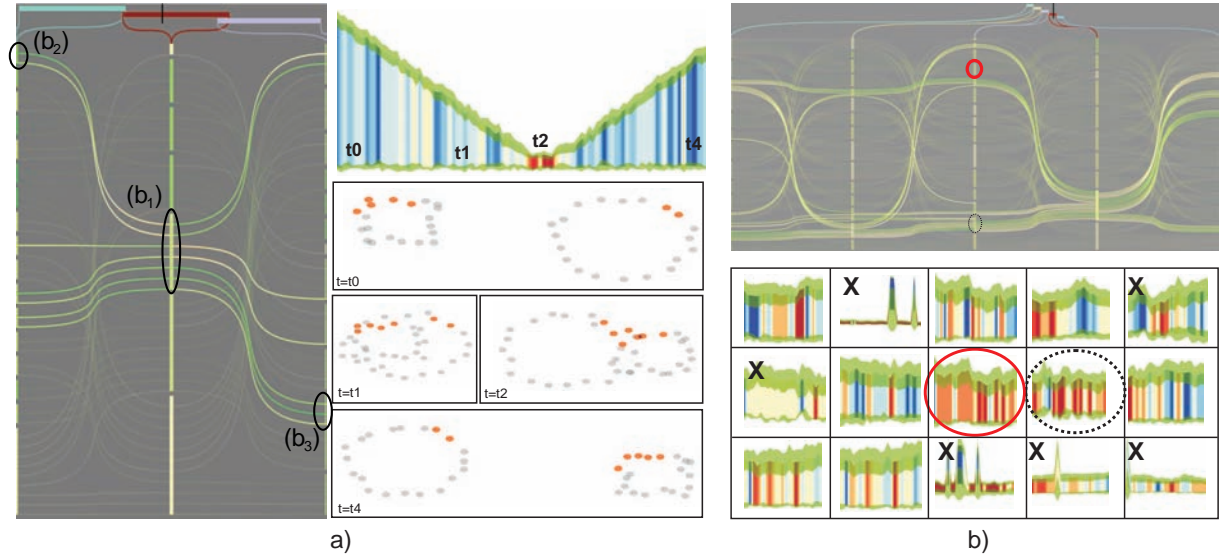 (b2)
(b1)
(b3)
t0
t1
t2
t4
t=t0
t=t1
t=t2
t=t4
a)
X
X
X
X
X
X
b)